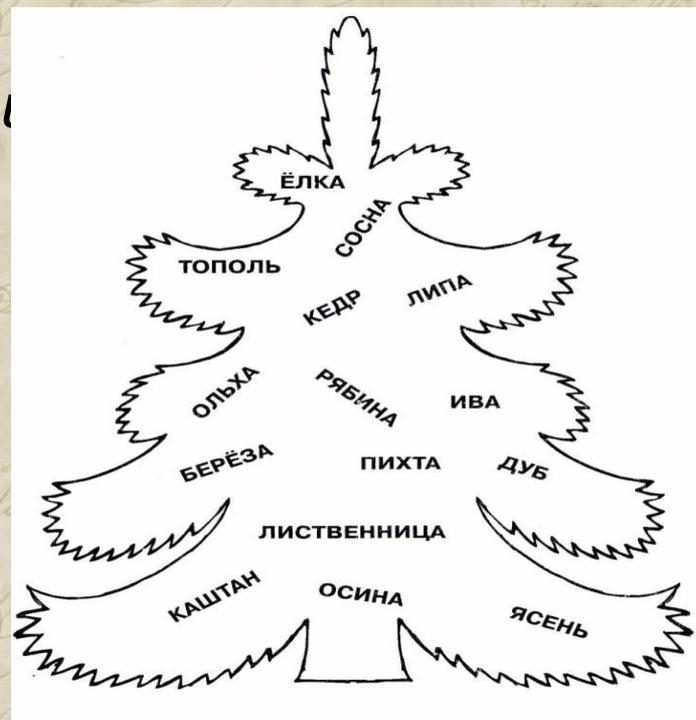 ЁЛКА
СОСНА
ТОПОЛЬ
КЕДР
ЛИПА
ОЛЬХА
РЯБИНА
ИВА
БЕРЁЗА
ПИХТА
ДУБ
ЛИСТВЕННИЦА
КАШТАН
ОСИНА
ЯСЕНЬ